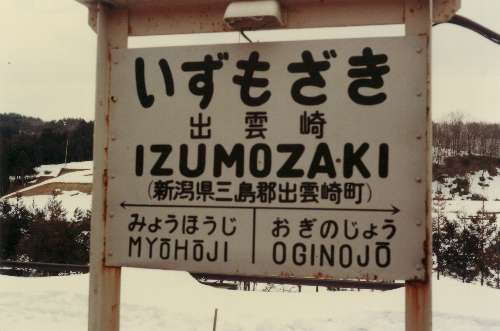 いずもざき
出雲崎
IZUMOZAKI
(新潟県三島郡出雲崎町)
みょうほうじ おぎのじょう
MYŌHŌJI OGINOJŌ